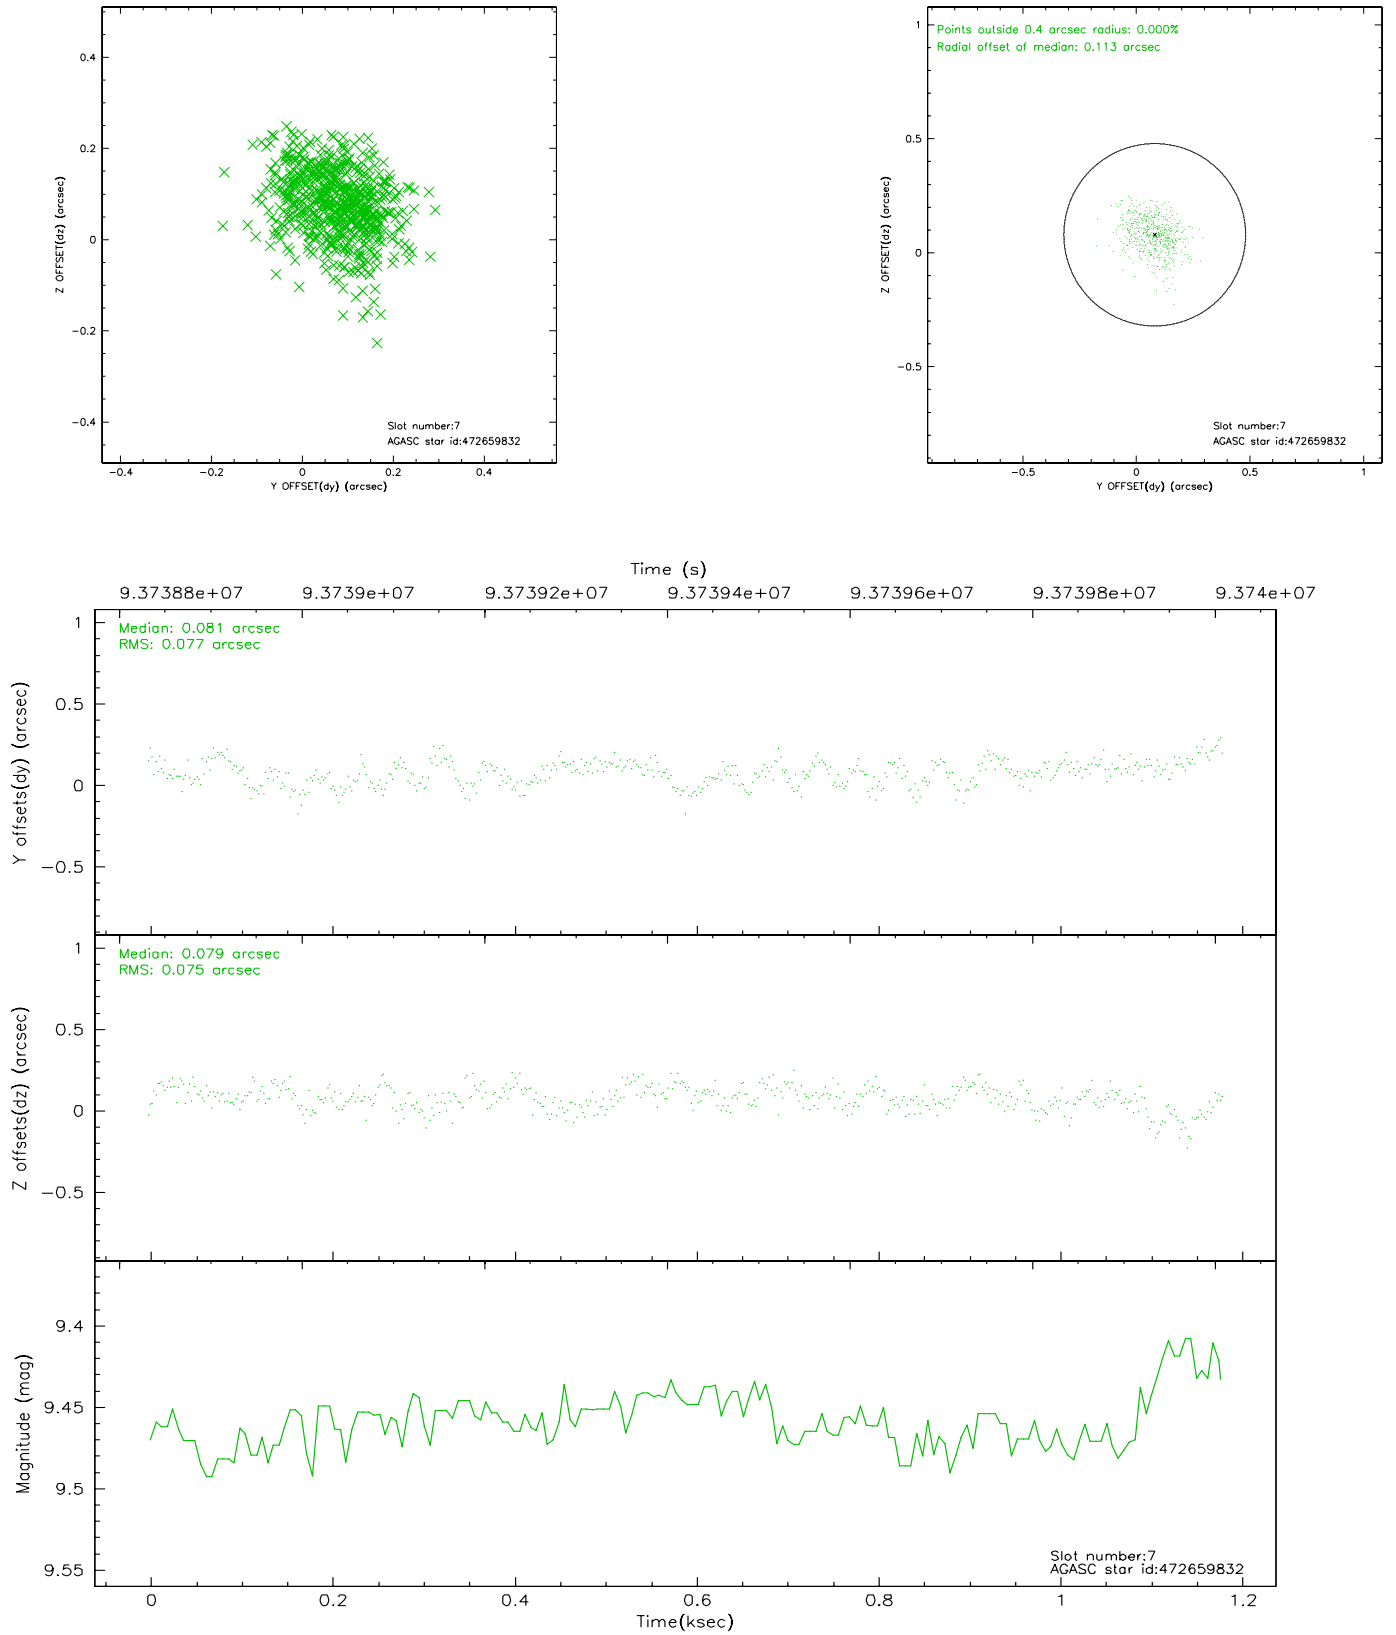 0.4
0.2
0
−0.2
−0.4
Z OFFSET(dz) (arcsec)
Slot number:7
AGASC star id:472659832
−0.4 −0.2 0 0.2 0.4
Y OFFSET(dy) (arcsec)
Points outside 0.4 arcsec radius: 0.000%
Radial offset of median: 0.113 arcsec
1
0.5
0
−0.5
Z OFFSET(dz) (arcsec)
Slot number:7
AGASC star id:472659832
−0.5 0 0.5 1
Y OFFSET(dy) (arcsec)
Time (s)
9.37388e+07 9.3739e+07 9.37392e+07 9.37394e+07 9.37396e+07 9.37398e+07 9.374e+07
Median: 0.081 arcsec
RMS: 0.077 arcsec
1
0.5
0
−0.5
Y offsets(dy) (arcsec)
Median: 0.079 arcsec
RMS: 0.075 arcsec
1
0.5
0
−0.5
Z offsets(dz) (arcsec)
9.4
9.45
9.5
9.55
Magnitude (mag)
Slot number:7
AGASC star id:472659832
0 0.2 0.4 0.6 0.8 1 1.2
Time(ksec)